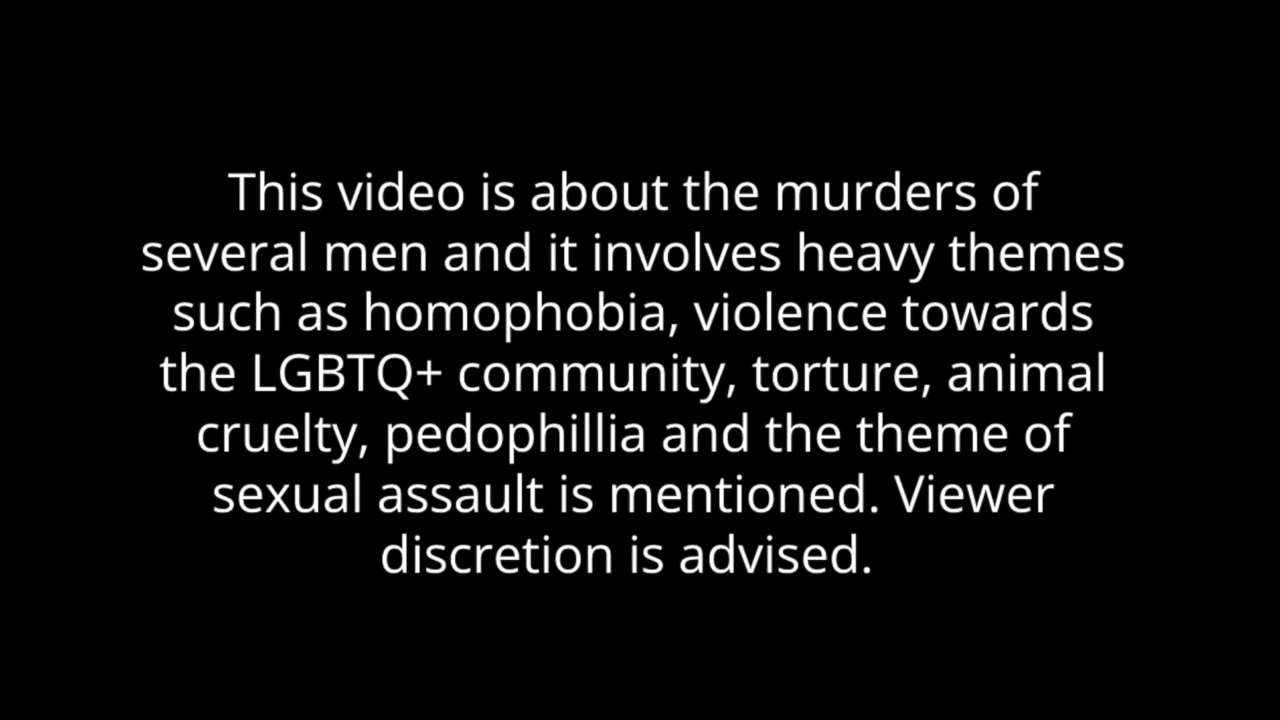 This video is about the murders of
several men and it involves heavy themes
such as homophobia, violence towards
the LGBTQ+ community, torture, animal
cruelty, pedophillia and the theme of
sexual assault is mentioned. Viewer
discretion is advised.